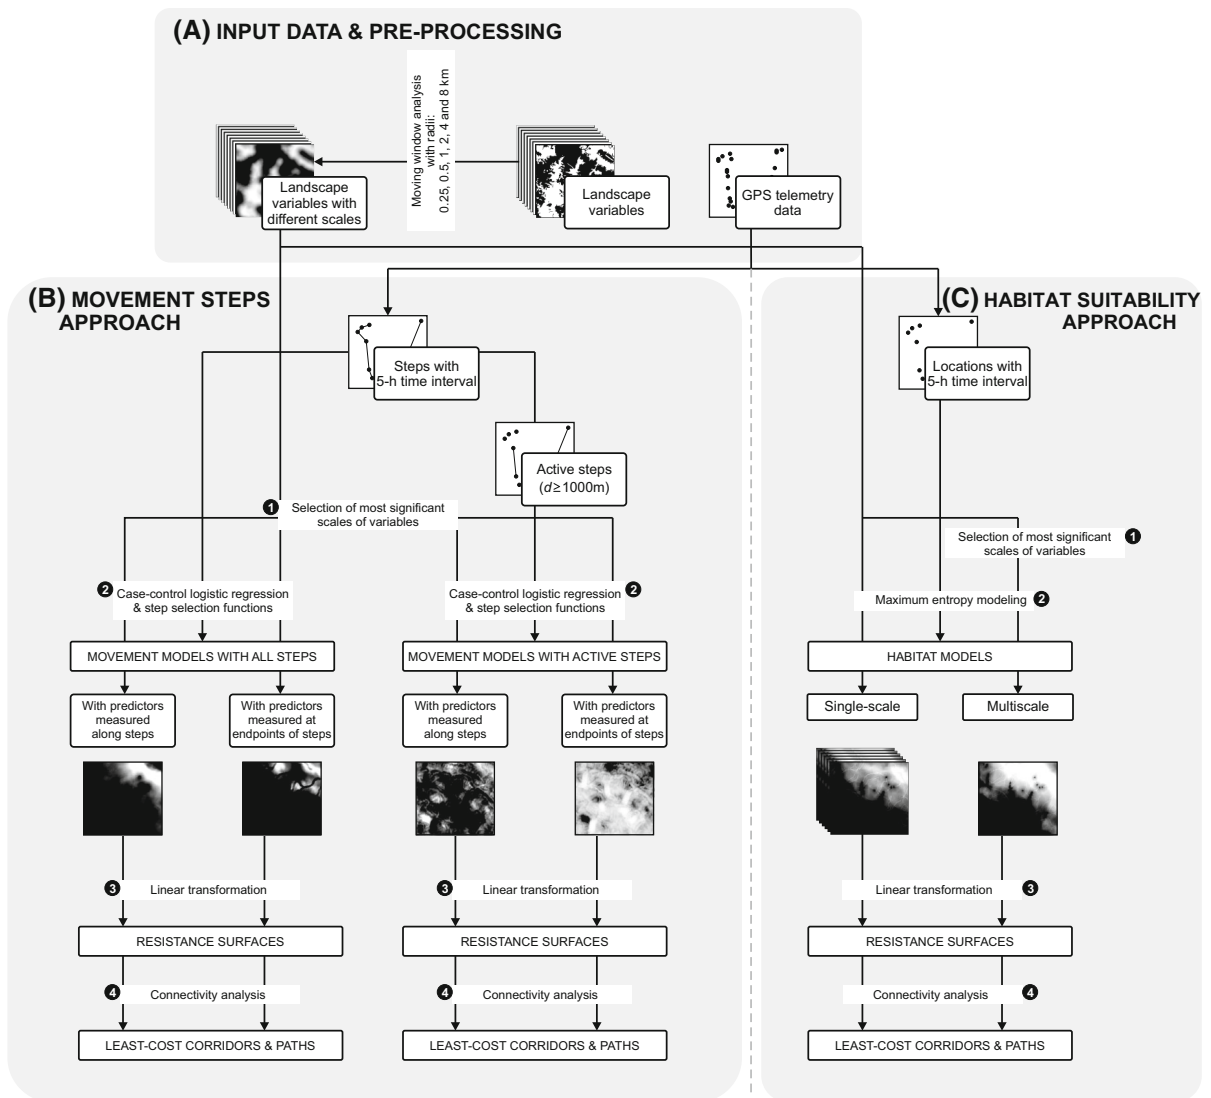 (A) INPUT DATA & PRE-PROCESSING
Moving window analysis
with radii:
0.25, 0.5, 1, 2, 4 and 8 km
Landscape
variables with
different scales
Landscape
variables
GPS telemetry
data
(B) MOVEMENT STEPS
APPROACH
(C) HABITAT SUITABILITY
APPROACH
Steps with
5-h time interval
Locations with
5-h time interval
Active steps
(d≥1000m)
1 Selection of most significant
scales of variables
Selection of most significant 1
scales of variables
2 Case-control logistic regression
& step selection functions
Case-control logistic regression 2
& step selection functions
Maximum entropy modeling 2
MOVEMENT MODELS WITH ALL STEPS
MOVEMENT MODELS WITH ACTIVE STEPS
HABITAT MODELS
With predictors
measured
along steps
With predictors
measured at
endpoints of steps
With predictors
measured
along steps
With predictors
measured at
endpoints of steps
Single-scale
Multiscale
3 Linear transformation
3 Linear transformation
Linear transformation 3
RESISTANCE SURFACES
RESISTANCE SURFACES
RESISTANCE SURFACES
4 Connectivity analysis
4 Connectivity analysis
Connectivity analysis 4
LEAST-COST CORRIDORS & PATHS
LEAST-COST CORRIDORS & PATHS
LEAST-COST CORRIDORS & PATHS